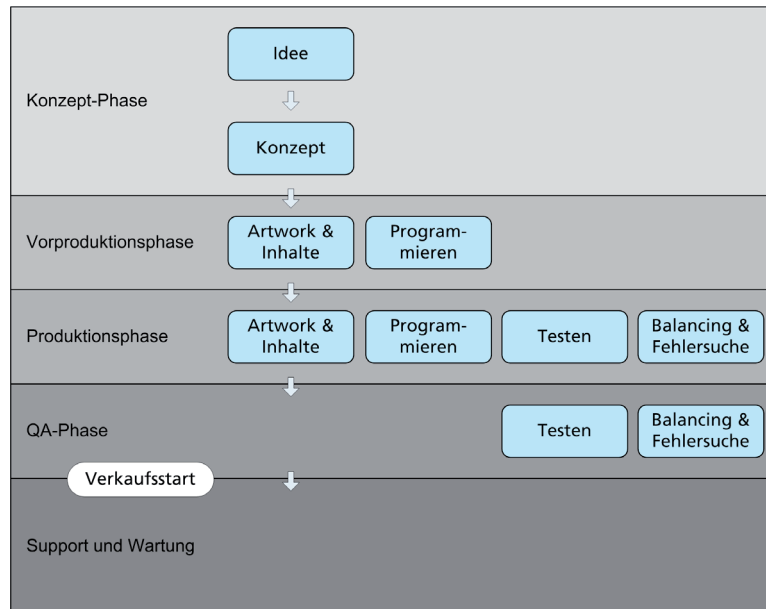 Idee
Konzept-Phase
Konzept
Vorproduktionsphase
Artwork &
Inhalte
Program-
mieren
Produktionsphase
Artwork &
Inhalte
Program-
mieren
Testen
Balancing &
Fehlersuche
QA-Phase
Testen
Balancing &
Fehlersuche
Verkaufsstart
Support und Wartung